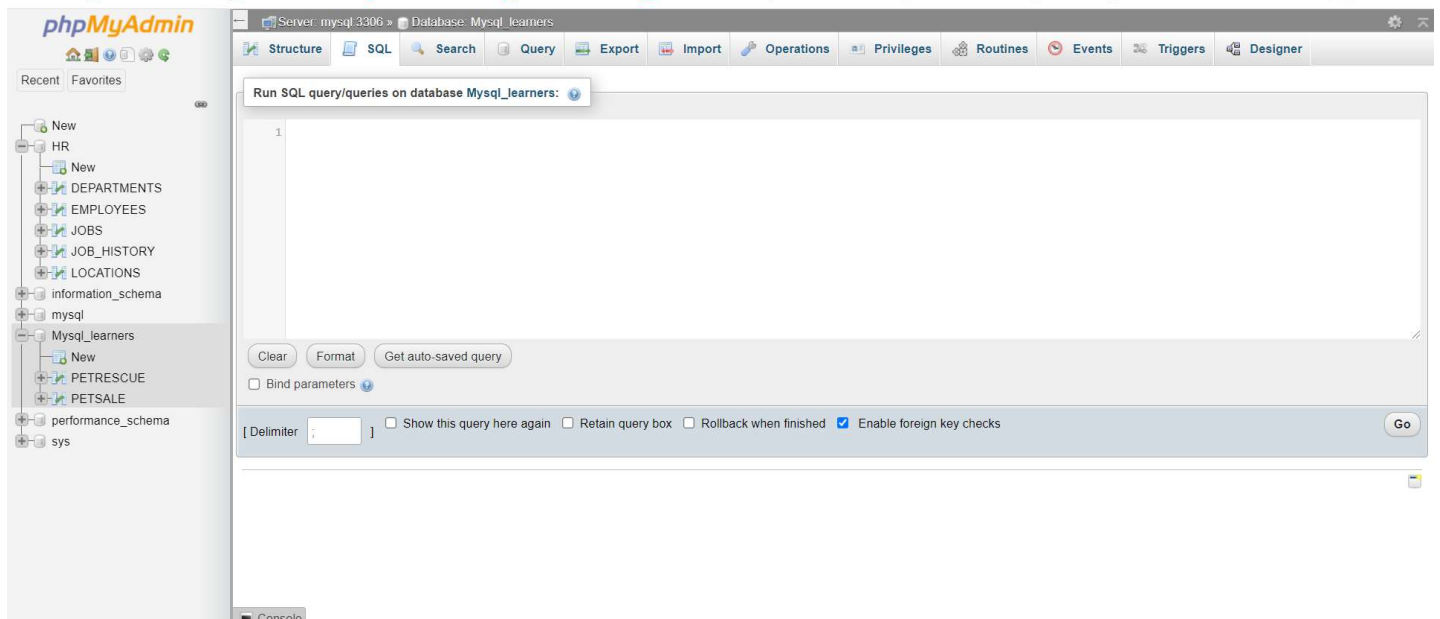 phpMyAdmin
Recent Favorites
New
HR
New
DEPARTMENTS
EMPLOYEES
JOBS
JOB_HISTORY
LOCATIONS
information_schema
mysql
Mysql_learners
New
PETRESCUE
PETSALE
performance_schema
sys
Server: mysql:3306 » Database: Mysql_learners
Structure SQL Search Query Export Import Operations Privileges Routines Events Triggers Designer
Run SQL query/queries on database Mysql_learners:
1
Clear Format Get auto-saved query
Bind parameters
[ Delimiter ; ] Show this query here again Retain query box Rollback when finished Enable foreign key checks Go
Console